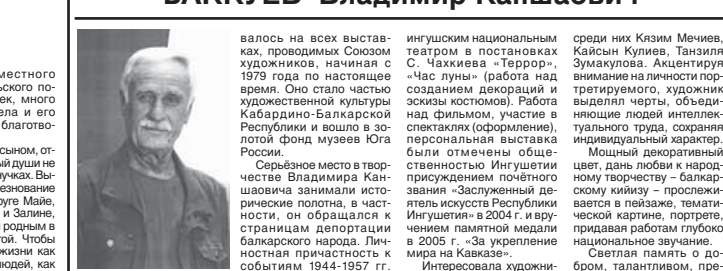 БАККУЕВ Владимир Каншаович
местного
ьского по-
ек, много
ела и его
благотво-
сыном, от-
ый души не
нучках. Вы-
езнование
руге Майе,
и Залине,
родным в
той. Чтобы
жизни как
людей, как
валось на всех выстав-
ках, проводимых Союзом
художников, начиная с
1979 года по настоящее
время. Оно стало частью
художественной культуры
Кабардино-Балкарской
Республики и вошло в зо-
лотой фонд музеев Юга
России.
Серьёзное место в твор-
честве Владимира Кан-
шаовича занимали исто-
рические полотна, в част-
ности, он обращался к
страницам депортации
балкарского народа. Лич-
ностная причастность к
событиям 1944-1957 гг.
ингушским национальным
театром в постановках
С. Чахкиева «Террор»,
«Час луны» (работа над
созданием декораций и
эскизы костюмов). Работа
над фильмом, участие в
спектаклях (оформление),
персональная выставка
были отмечены обще-
ственностью Ингушетии
присуждением почётного
звания «Заслуженный де-
ятель искусств Республики
Ингушетия» в 2004 г. и вру-
чением памятной медали
в 2005 г. «За укрепление
мира на Кавказе».
Интересовала художни-
среди них Кязим Мечиев,
Кайсын Кулиев, Танзиля
Зумакулова. Акцентируя
внимание на личности пор-
третируемого, художник
выделял черты, объеди-
няющие людей интеллек-
туального труда, сохраняя
индивидуальный характер.
Мощный декоративный
цвет, дань любви к народ-
ному творчеству – балкар-
скому кийизу – прослежи-
вается в пейзаже, темати-
ческой картине, портрете,
придавая работам глубоко
национальное звучание.
Светлая память о до-
бром, талантливом, пре-